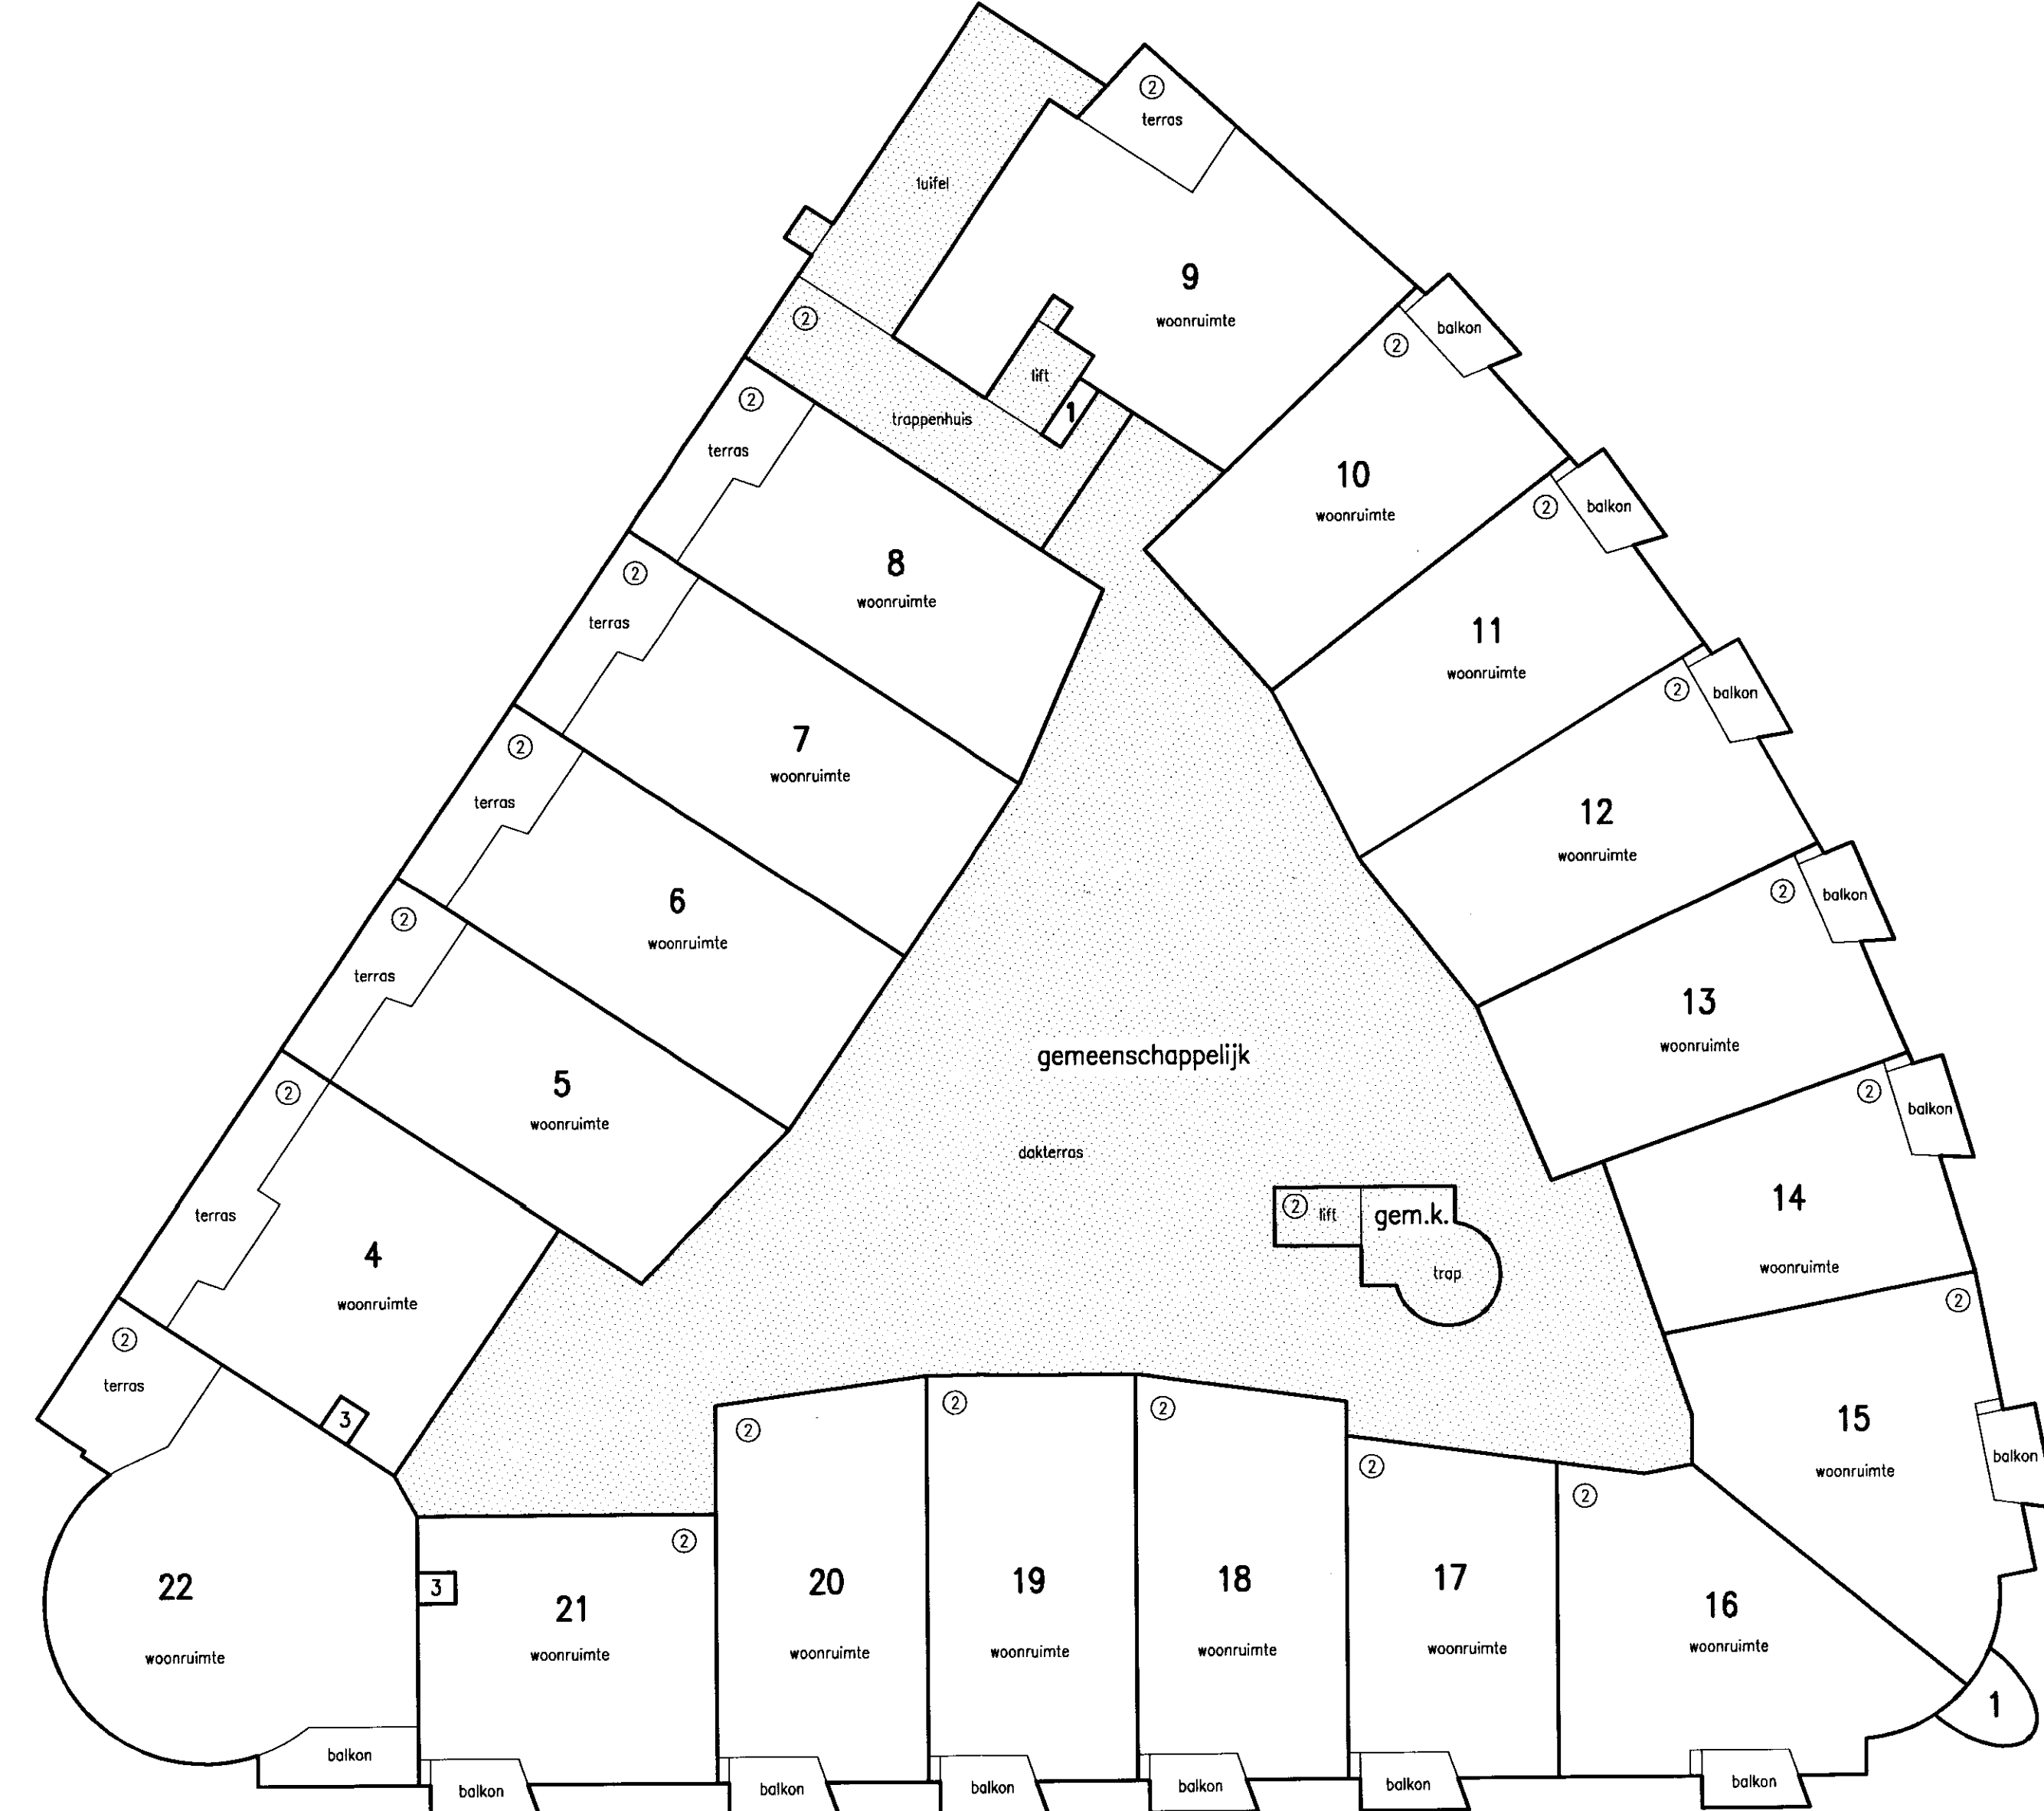 ②
terras
tuifel
9
woonruimte
②
lift
1
trappenhuis
②
balkon
10
woonruimte
②
terras
8
woonruimte
②
balkon
11
woonruimte
②
terras
7
woonruimte
②
balkon
12
woonruimte
②
terras
6
woonruimte
②
balkon
13
woonruimte
②
terras
5
woonruimte
gemeenschappelijk
dakterras
②
balkon
14
woonruimte
②
terras
4
woonruimte
② lift gem.k.
trap
②
balkon
15
woonruimte
②
terras
3
22
woonruimte
balkon
②
3
21
woonruimte
balkon
②
20
woonruimte
balkon
②
19
woonruimte
balkon
②
18
woonruimte
balkon
②
17
woonruimte
balkon
②
16
woonruimte
balkon
1